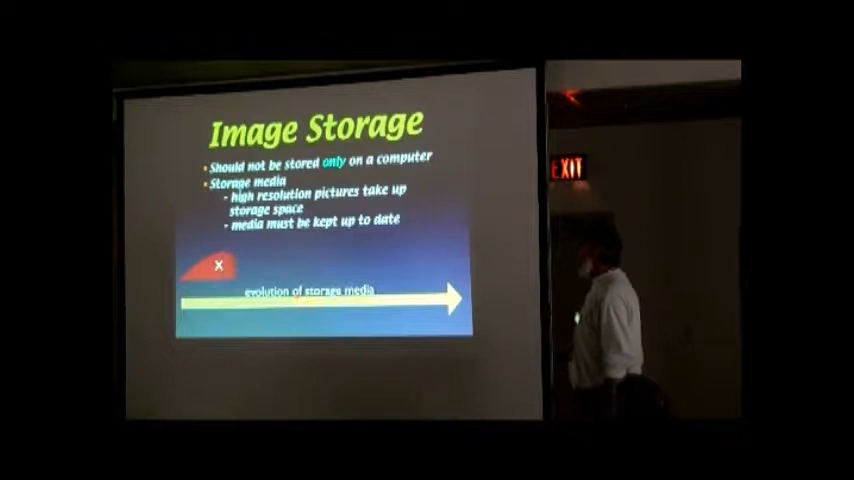 Image Storage
• Should not be stored only on a computer
• Storage media
- high resolution pictures take up
storage space
- media must be kept up to date
X
evolution of storage media
EXIT